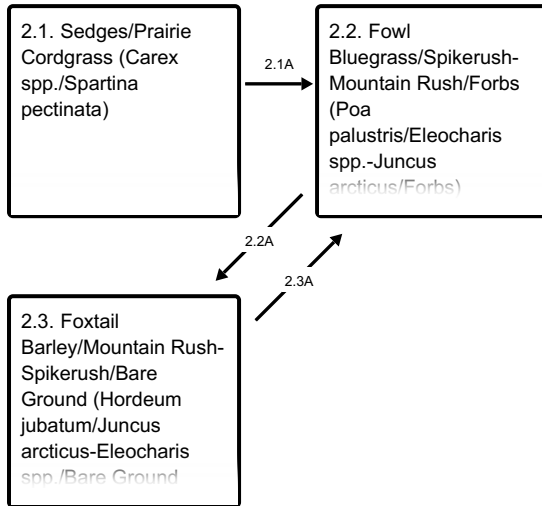 2.1. Sedges/Prairie
Cordgrass (Carex
spp./Spartina
pectinata)
2.1A
2.2. Fowl
Bluegrass/Spikerush-
Mountain Rush/Forbs
(Poa
palustris/Eleocharis
spp.-Juncus
arcticus/Forbs)
2.2A
2.3A
2.3. Foxtail
Barley/Mountain Rush-
Spikerush/Bare
Ground (Hordeum
jubatum/Juncus
arcticus-Eleocharis
spp./Bare Ground